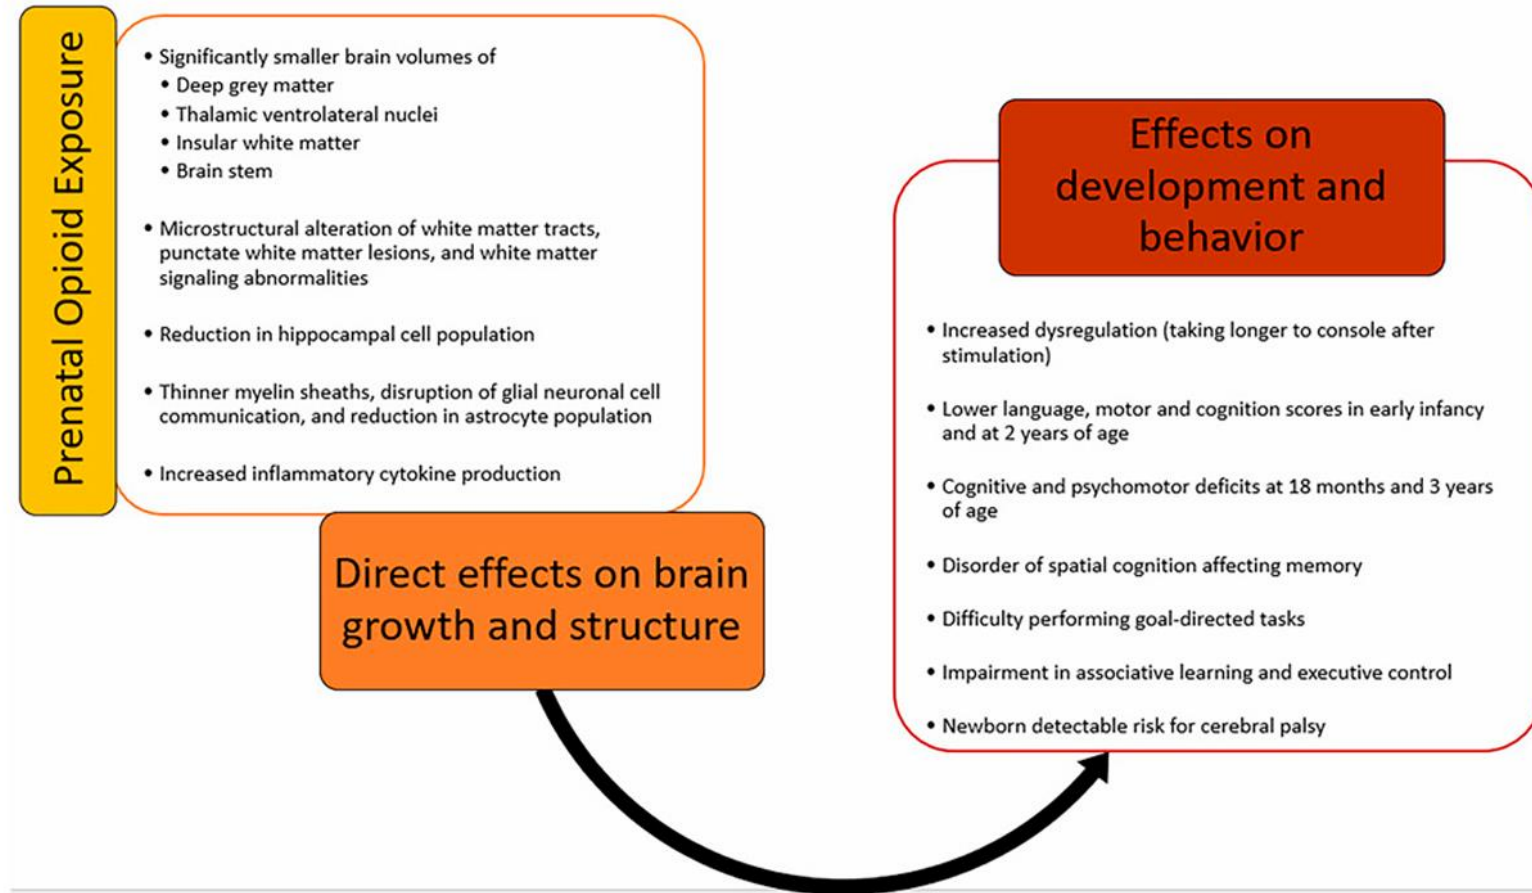 Prenatal Opioid Exposure
• Significantly smaller brain volumes of
• Deep grey matter
• Thalamic ventrolateral nuclei
• Insular white matter
• Brain stem
• Microstructural alteration of white matter tracts,
punctate white matter lesions, and white matter
signaling abnormalities
• Reduction in hippocampal cell population
• Thinner myelin sheaths, disruption of glial neuronal cell
communication, and reduction in astrocyte population
• Increased inflammatory cytokine production
Direct effects on brain
growth and structure
Effects on
development and
behavior
• Increased dysregulation (taking longer to console after
stimulation)
• Lower language, motor and cognition scores in early infancy
and at 2 years of age
• Cognitive and psychomotor deficits at 18 months and 3 years
of age
• Disorder of spatial cognition affecting memory
• Difficulty performing goal-directed tasks
• Impairment in associative learning and executive control
• Newborn detectable risk for cerebral palsy